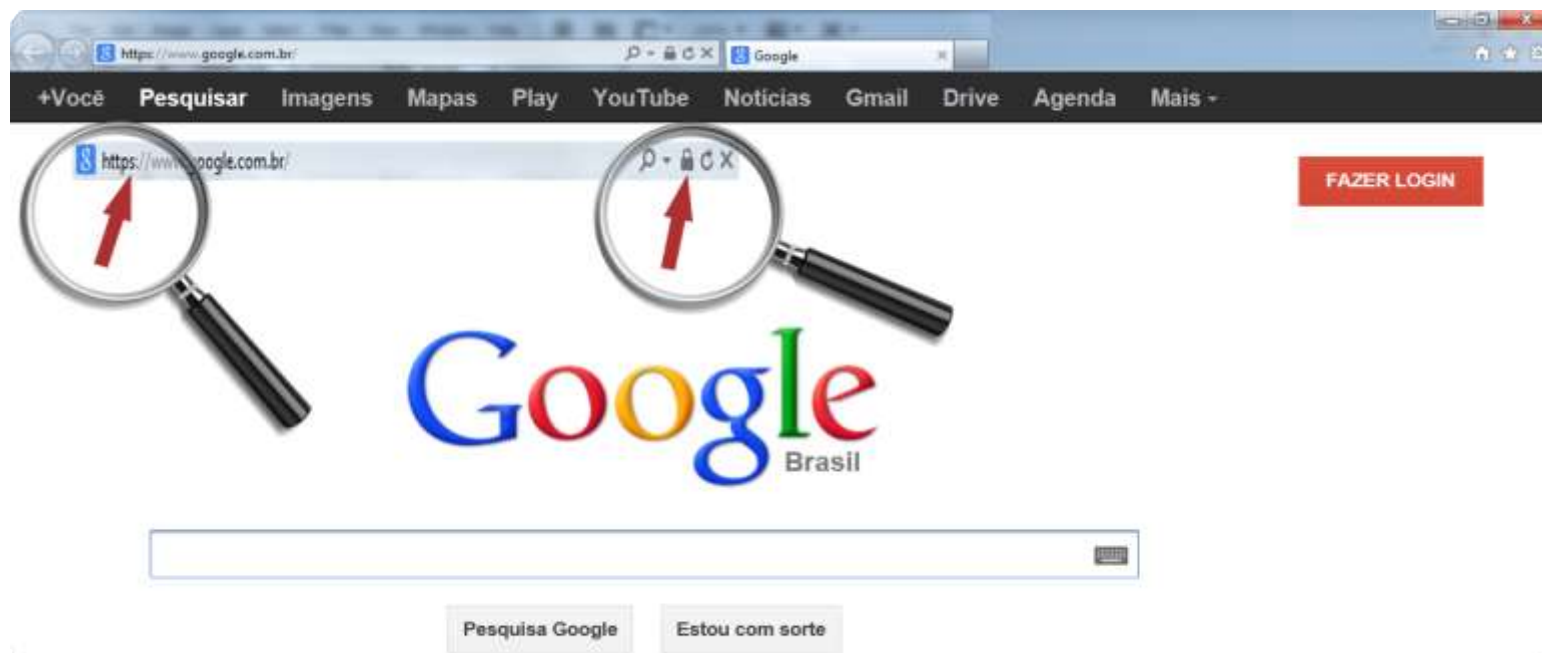 https://www.google.com.br/ Google
+Você Pesquisar Imagens Mapas Play YouTube Notícias Gmail Drive Agenda Mais
https://www.google.com.br/
FAZER LOGIN
Google
Brasil
Pesquisa Google Estou com sorte